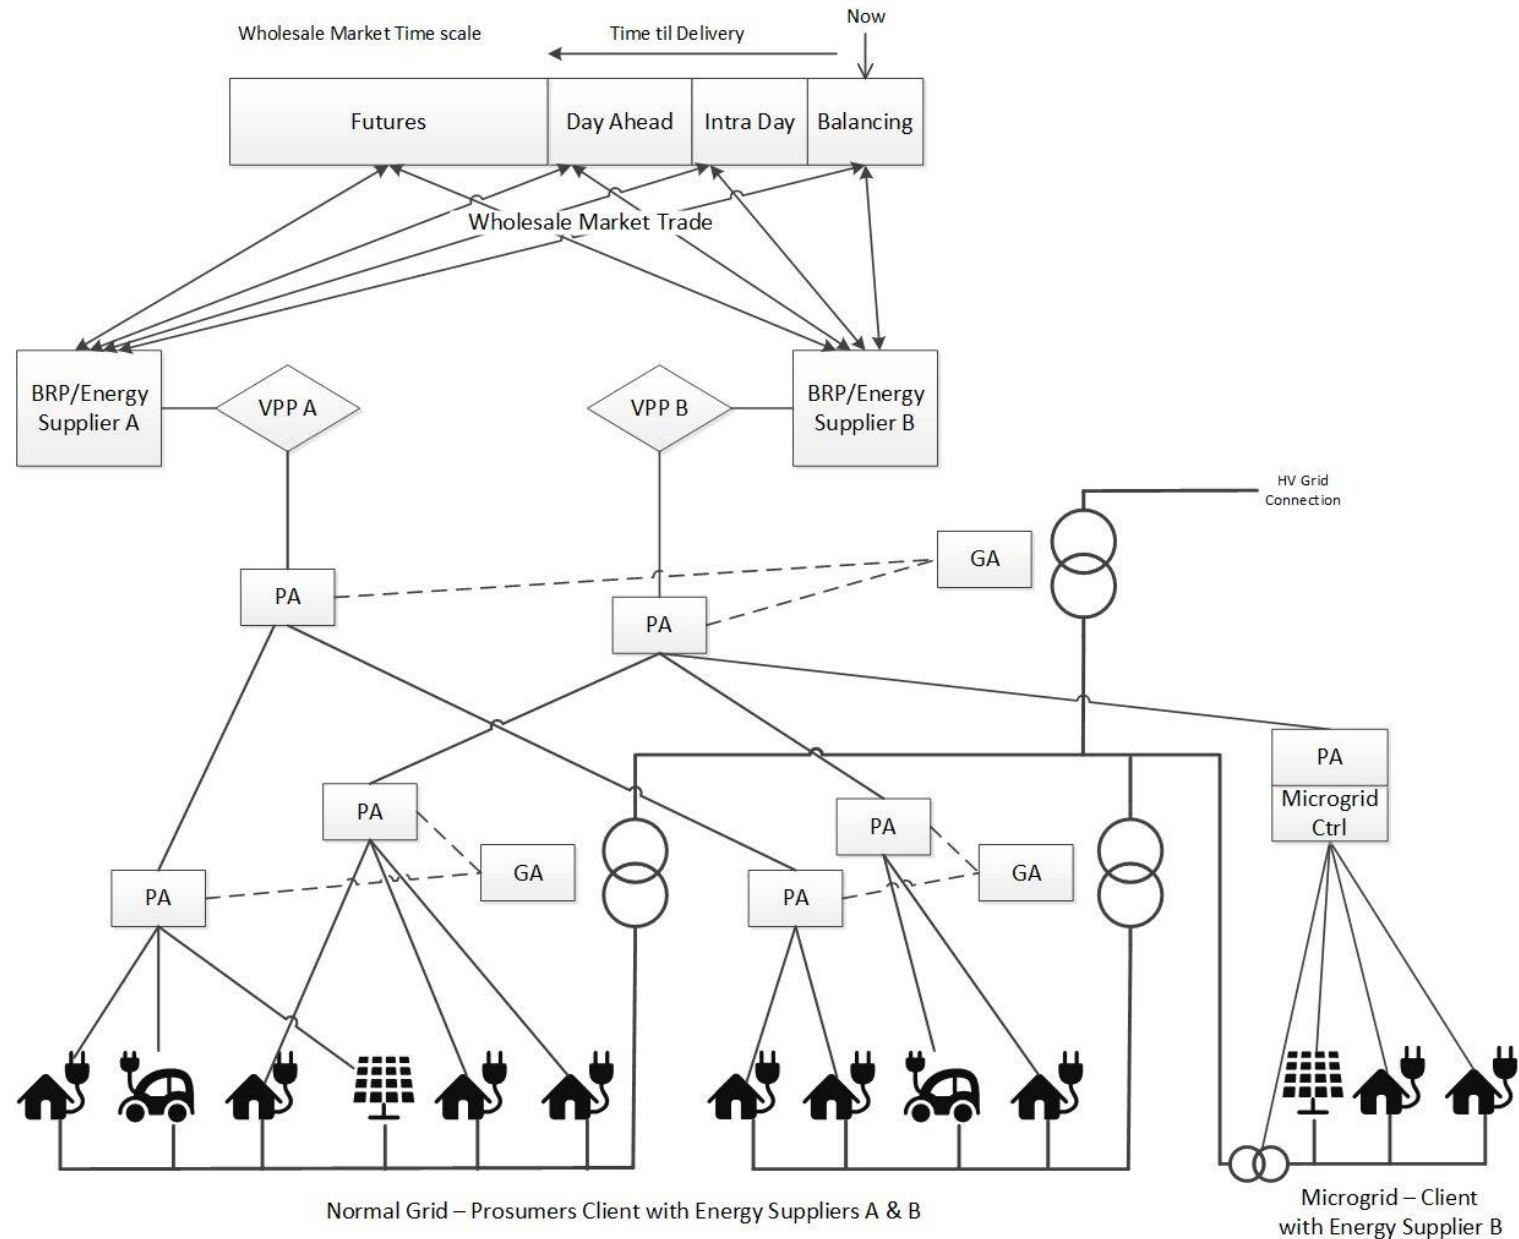 Now
Wholesale Market Time scale
Time til Delivery
Futures
Day Ahead
Intra Day
Balancing
Wholesale Market Trade
BRP/Energy
Supplier A
VPP A
VPP B
BRP/Energy
Supplier B
HV Grid
Connection
GA
PA
PA
PA
Microgrid
Ctrl
PA
PA
GA
GA
PA
PA
Normal Grid – Prosumers Client with Energy Suppliers A & B
Microgrid – Client
with Energy Supplier B